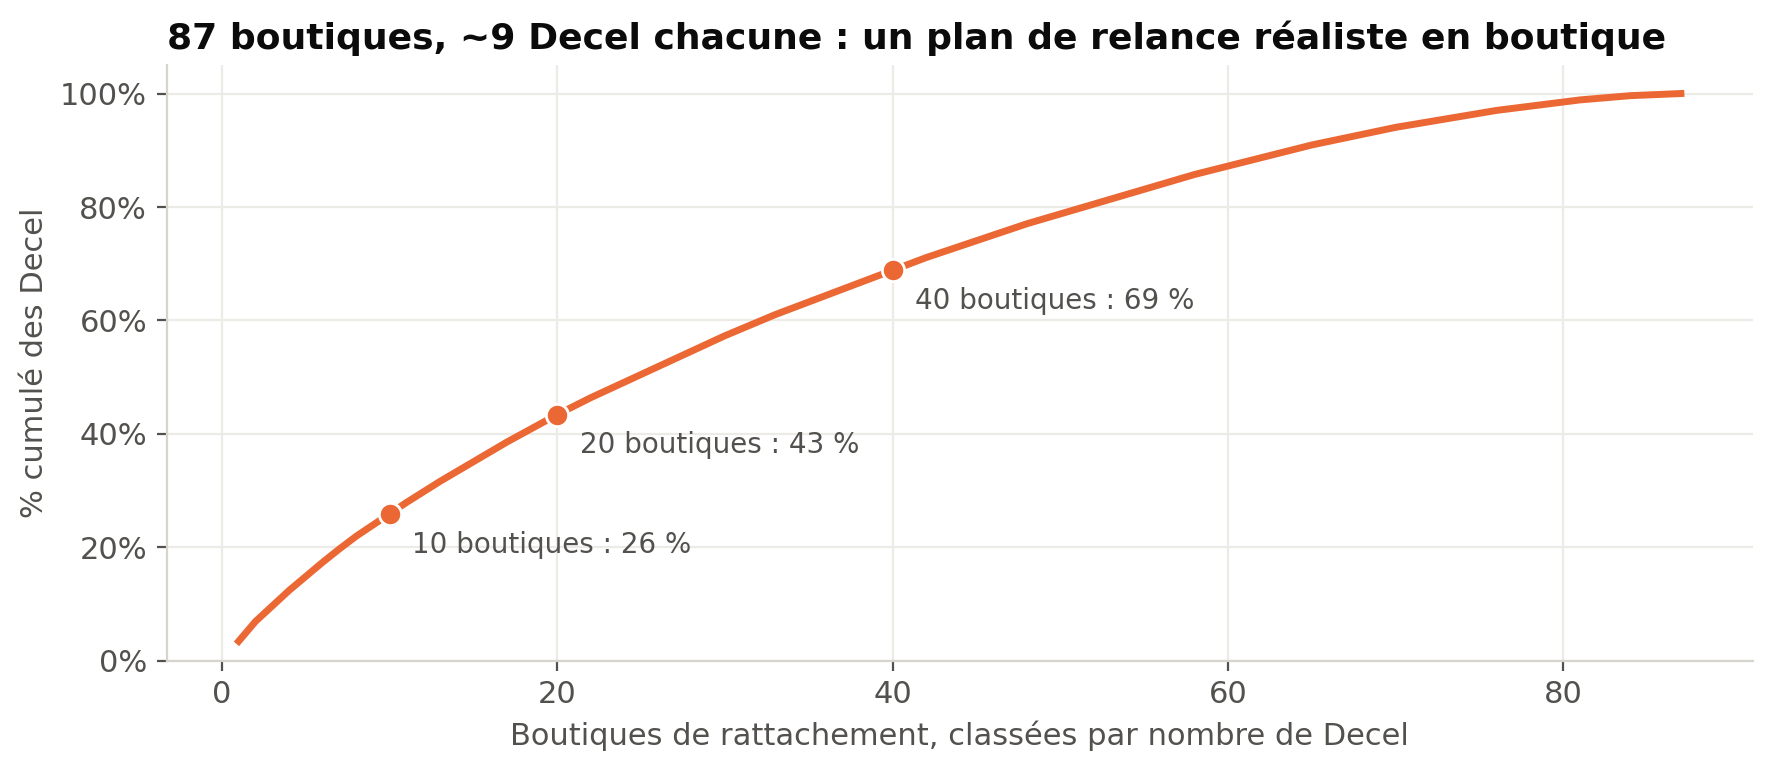 87 boutiques, ~9 Decel chacune : un plan de relance réaliste en boutique
100%
80%
60%
40%
20%
0%
% cumulé des Decel
40 boutiques : 69 %
20 boutiques : 43 %
10 boutiques : 26 %
0
20
40
60
80
Boutiques de rattachement, classées par nombre de Decel